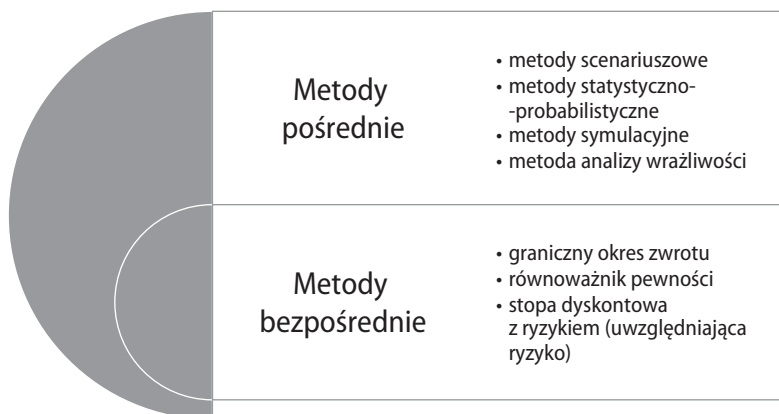 Metody
pośrednie
• metody scenariuszowe
• metody statystyczno-
-probabilistyczne
• metody symulacyjne
• metoda analizy wrażliwości
Metody
bezpośrednie
• graniczny okres zwrotu
• równoważnik pewności
• stopa dyskontowa
z ryzykiem (uwzględniająca
ryzyko)